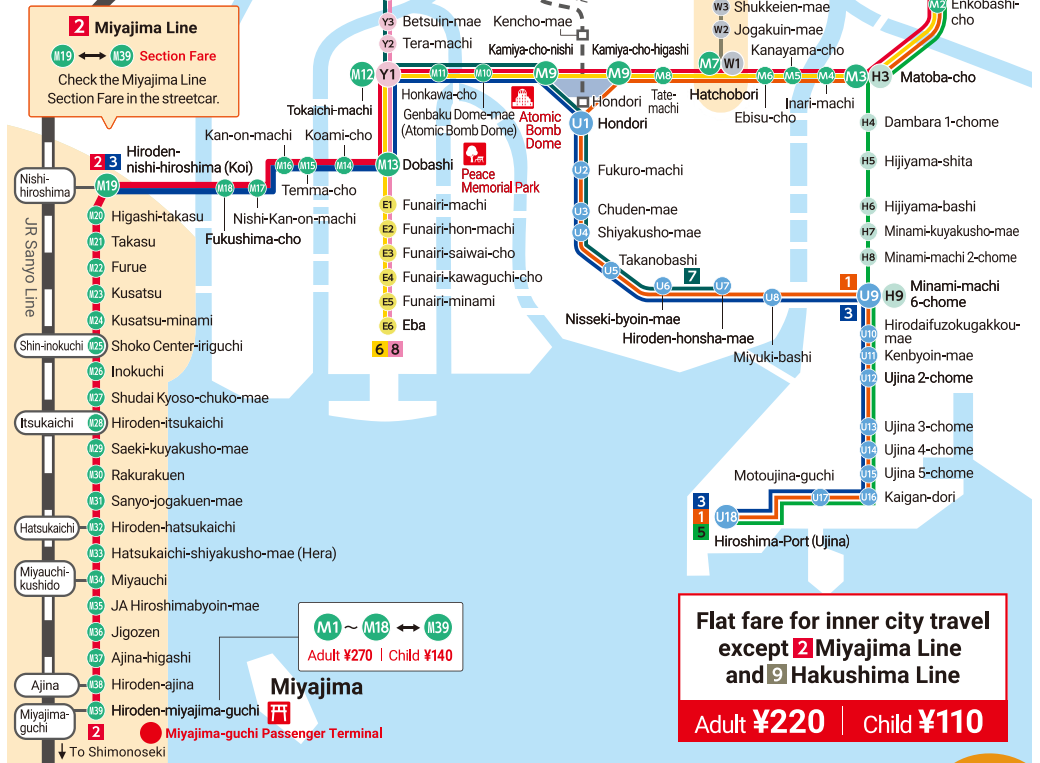 2 Miyajima Line
M19 ↔ M39 Section Fare
Check the Miyajima Line
Section Fare in the streetcar.
Y3 Betsuin-mae
Y2 Tera-machi
M12 Y1
Tokaichi-machi
M11
Honkawa-cho
M10
Genbaku Dome-mae
(Atomic Bomb Dome)
Kencho-mae
Kamiya-cho-nishi
M9
Kamiya-cho-higashi
M9
Atomic
Bomb
Dome
Peace
Memorial Park
Hondori
U1 Hondori
M8
Tate-
machi
W3 Shukkeien-mae
W2 Jogakuin-mae
M7 W1
Hatchobori
Kanayama-cho
M6 M5 M4
Ebisu-cho
Inari-machi
M3 H3 Matoba-cho
M2 Enkobashi-
cho
H4 Dambara 1-chome
H5 Hijiyama-shita
H6 Hijiyama-bashi
H7 Minami-kuyakusho-mae
H8 Minami-machi 2-chome
1
3
U9 H9 Minami-machi
6-chome
U2 Fukuro-machi
U3 Chuden-mae
U4 Shiyakusho-mae
Takanobashi
U5
U6 7 U7
Nisseki-byoin-mae
Hiroden-honsha-mae
U8
Miyuki-bashi
U10 Hirodaifuzokugakkou-
mae
U11 Kenbyoin-mae
U12 Ujina 2-chome
U13 Ujina 3-chome
U14 Ujina 4-chome
U15 Ujina 5-chome
U16 Kaigan-dori
Motoujina-guchi
U17
3
1
5
U18
Hiroshima-Port (Ujina)
M13 Dobashi
E1 Funairi-machi
E2 Funairi-hon-machi
E3 Funairi-saiwai-cho
E4 Funairi-kawaguchi-cho
E5 Funairi-minami
E6 Eba
6 8
Kan-on-machi
Koami-cho
M16 M15 M14
Temma-cho
M18 M17
Nishi-Kan-on-machi
Fukushima-cho
2 3
Hiroden-
nishi-hiroshima (Koi)
Nishi-
hiroshima
M19
JR Sanyo Line
M20 Higashi-takasu
M21 Takasu
M22 Furue
M23 Kusatsu
M24 Kusatsu-minami
Shin-inokuchi M25 Shoko Center-iriguchi
M26 Inokuchi
M27 Shudai Kyoso-chuko-mae
Itsukaichi M28 Hiroden-itsukaichi
M29 Saeki-kuyakusho-mae
M30 Rakurakuen
M31 Sanyo-jogakuen-mae
Hatsukaichi M32 Hiroden-hatsukaichi
M33 Hatsukaichi-shiyakusho-mae (Hera)
Miyauchi-
kushido
M34 Miyauchi
M35 JA Hiroshimabyoin-mae
M36 Jigozen
M37 Ajina-higashi
Ajina M38 Hiroden-ajina
Miyajima-
guchi
M39 Hiroden-miyajima-guchi
2
Miyajima-guchi Passenger Terminal
↓ To Shimonoseki
M1 ~ M18 ↔ M39
Adult ¥270 | Child ¥140
Miyajima
Flat fare for inner city travel
except 2 Miyajima Line
and 9 Hakushima Line
Adult ¥220 | Child ¥110